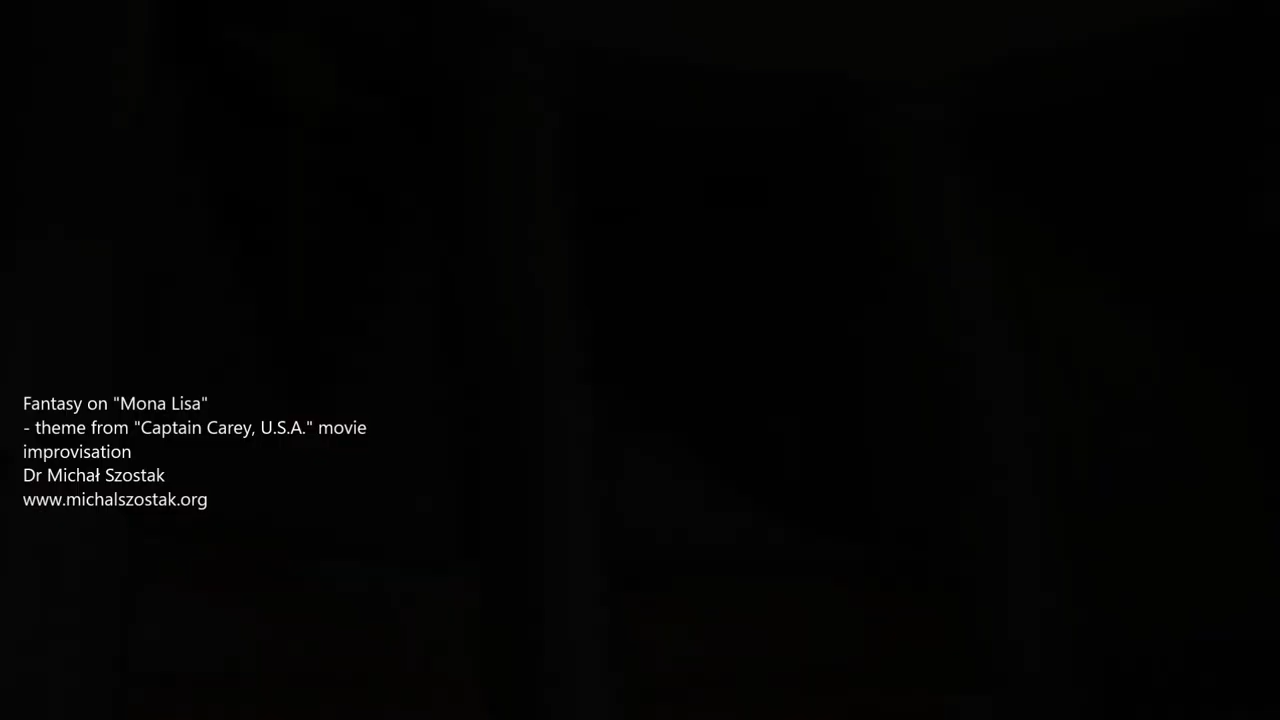 Fantasy on "Mona Lisa"
- theme from "Captain Carey, U.S.A." movie
improvisation
Dr Michał Szostak
www.michalszostak.org